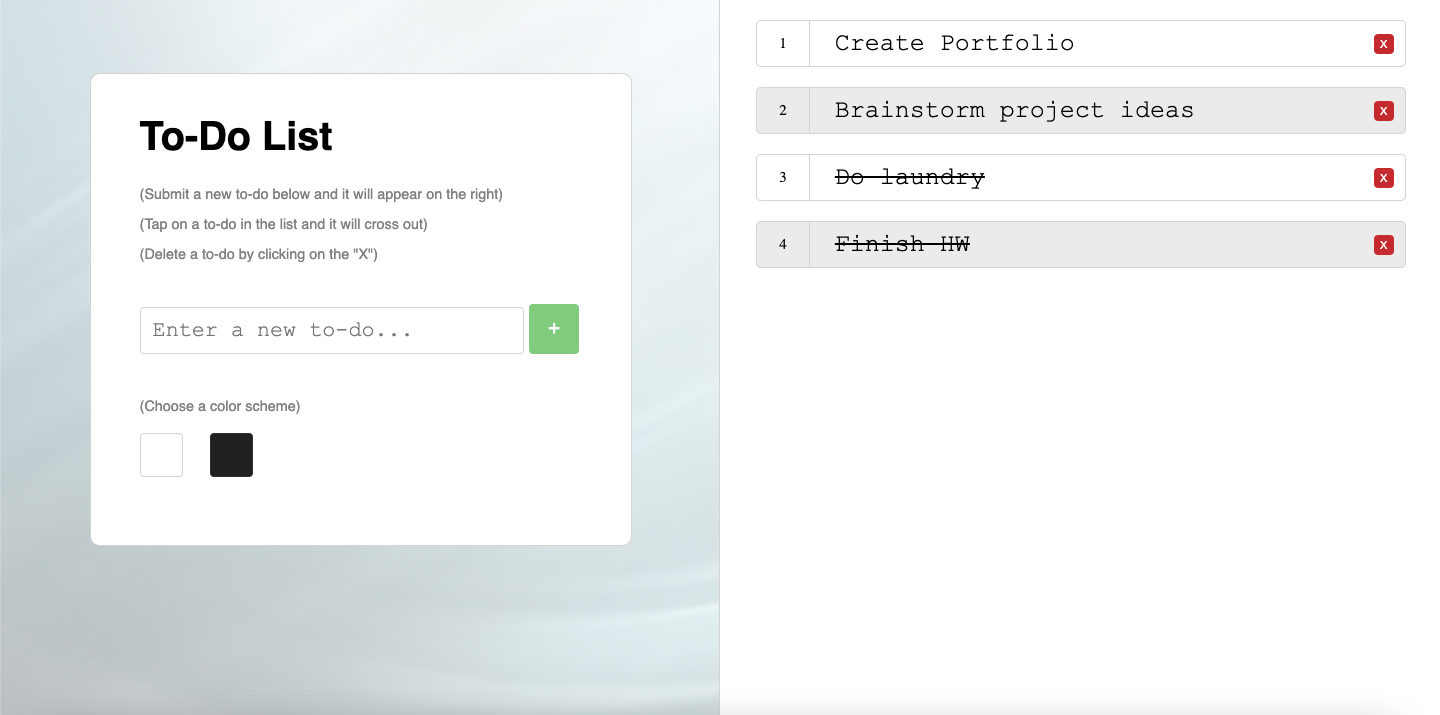 To-Do List
(Submit a new to-do below and it will appear on the right)
(Tap on a to-do in the list and it will cross out)
(Delete a to-do by clicking on the "X")
Enter a new to-do...
+
(Choose a color scheme)
1 Create Portfolio X
2 Brainstorm project ideas X
3 Do laundry X
4 Finish HW X